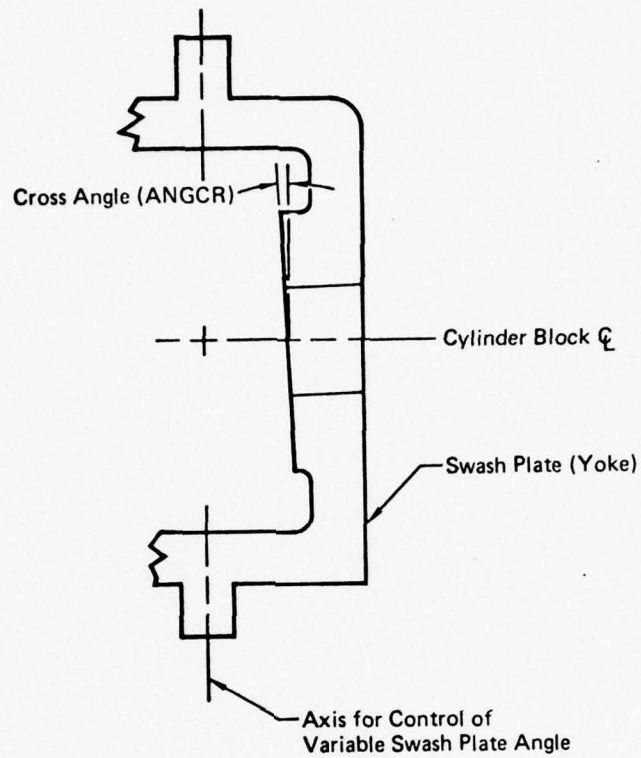 Cross Angle (ANGCR)
Cylinder Block ℄
Swash Plate (Yoke)
Axis for Control of
Variable Swash Plate Angle